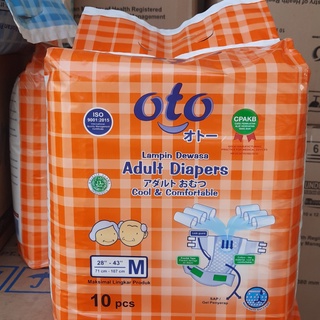 oto
オトー
ISO
9001:2015
CPAKB
Lampin Dewasa
Adult Diapers
アダルト おむつ
Cool & Comfortable
28" - 43"
71 cm - 107 cm
M
Maksimal Lingkar Produk
10 pcs
SAP